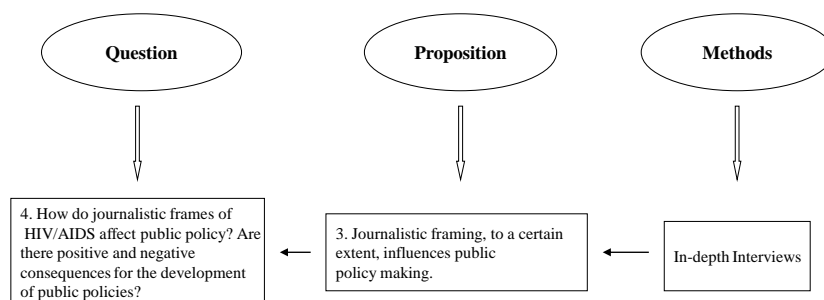 Question
Proposition
Methods
4. How do journalistic frames of
HIV/AIDS affect public policy? Are
there positive and negative
consequences for the development
of public policies?
3. Journalistic framing, to a certain
extent, influences public
policy making.
In-depth Interviews